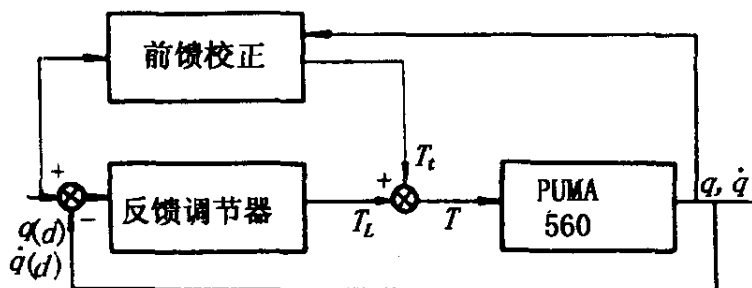 前馈校正
T_t
+
+
反馈调节器
−
T_L
T
PUMA
560
q, q̇
q(d)
q̇(d)